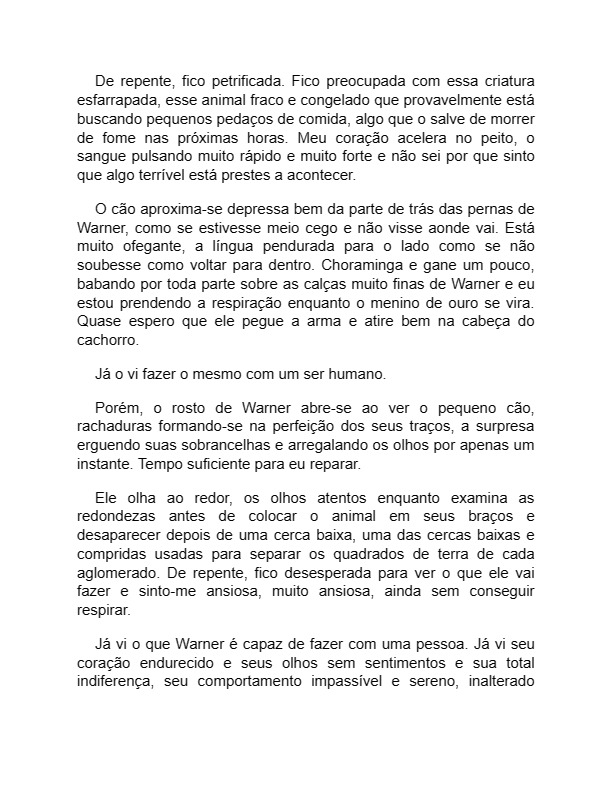 De repente, fico petrificada. Fico preocupada com essa criatura
esfarrapada, esse animal fraco e congelado que provavelmente está
buscando pequenos pedaços de comida, algo que o salve de morrer
de fome nas próximas horas. Meu coração acelera no peito, o
sangue pulsando muito rápido e muito forte e não sei por que sinto
que algo terrível está prestes a acontecer.
O cão aproxima-se depressa bem da parte de trás das pernas de
Warner, como se estivesse meio cego e não visse aonde vai. Está
muito ofegante, a língua pendurada para o lado como se não
soubesse como voltar para dentro. Choraminga e gane um pouco,
babando por toda parte sobre as calças muito finas de Warner e eu
estou prendendo a respiração enquanto o menino de ouro se vira.
Quase espero que ele pegue a arma e atire bem na cabeça do
cachorro.
Já o vi fazer o mesmo com um ser humano.
Porém, o rosto de Warner abre-se ao ver o pequeno cão,
rachaduras formando-se na perfeição dos seus traços, a surpresa
erguendo suas sobrancelhas e arregalando os olhos por apenas um
instante. Tempo suficiente para eu reparar.
Ele olha ao redor, os olhos atentos enquanto examina as
redondezas antes de colocar o animal em seus braços e
desaparecer depois de uma cerca baixa, uma das cercas baixas e
compridas usadas para separar os quadrados de terra de cada
aglomerado. De repente, fico desesperada para ver o que ele vai
fazer e sinto-me ansiosa, muito ansiosa, ainda sem conseguir
respirar.
Já vi o que Warner é capaz de fazer com uma pessoa. Já vi seu
coração endurecido e seus olhos sem sentimentos e sua total
indiferença, seu comportamento impassível e sereno, inalterado